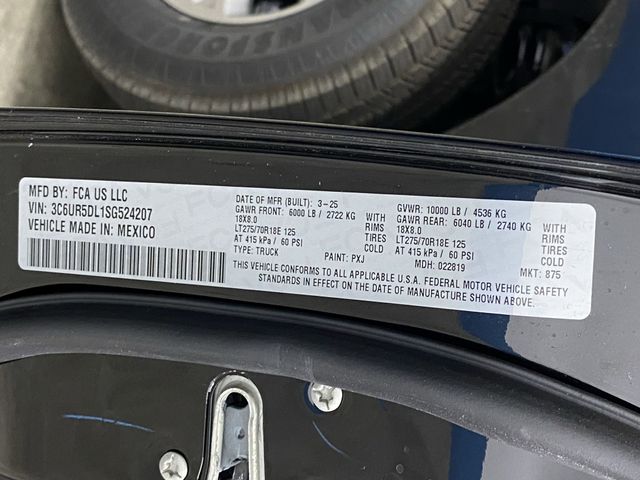 TRANSFORCE
MFD BY: FCA US LLC
VIN: 3C6UR5DL1SG524207
VEHICLE MADE IN: MEXICO
DATE OF MFR (BUILT): 3-25
GAWR FRONT: 6000 LB / 2722 KG WITH
18X8.0 RIMS
LT275/70R18E 125 TIRES
AT 415 kPa / 60 PSI COLD
TYPE: TRUCK PAINT: PXJ
GVWR: 10000 LB / 4536 KG
GAWR REAR: 6040 LB / 2740 KG WITH
18X8.0 RIMS
LT275/70R18E 125 TIRES
AT 415 kPa / 60 PSI COLD
MDH: 022819 MKT: 875
THIS VEHICLE CONFORMS TO ALL APPLICABLE U.S.A. FEDERAL MOTOR VEHICLE SAFETY
STANDARDS IN EFFECT ON THE DATE OF MANUFACTURE SHOWN ABOVE.